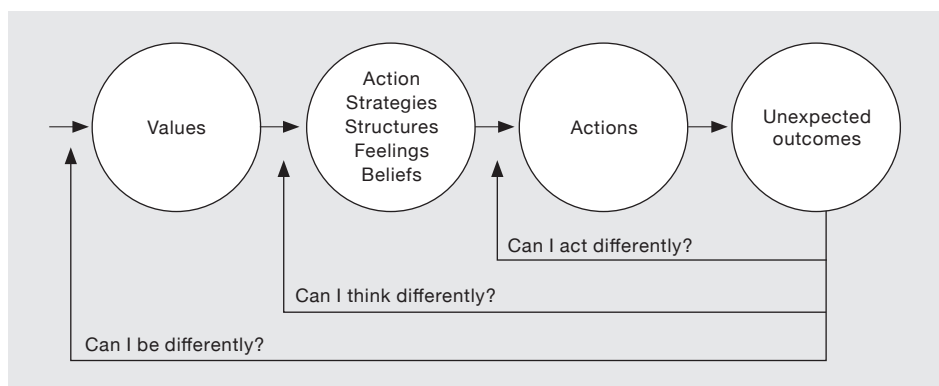 Values
Action
Strategies
Structures
Feelings
Beliefs
Actions
Unexpected
outcomes
Can I act differently?
Can I think differently?
Can I be differently?